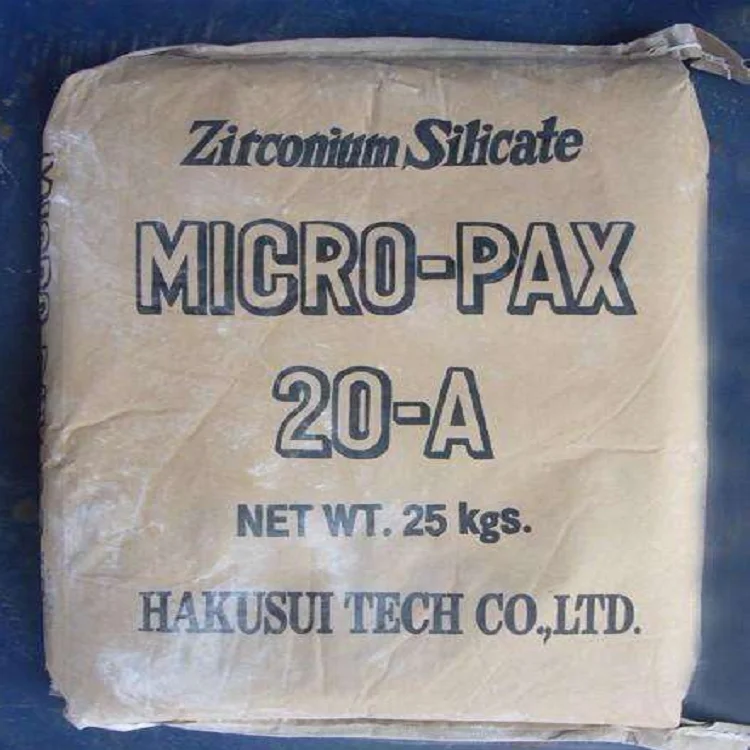 Zirconium Silicate
MICRO-PAX
20-A
NET WT. 25 kgs.
HAKUSUI TECH CO.,LTD.